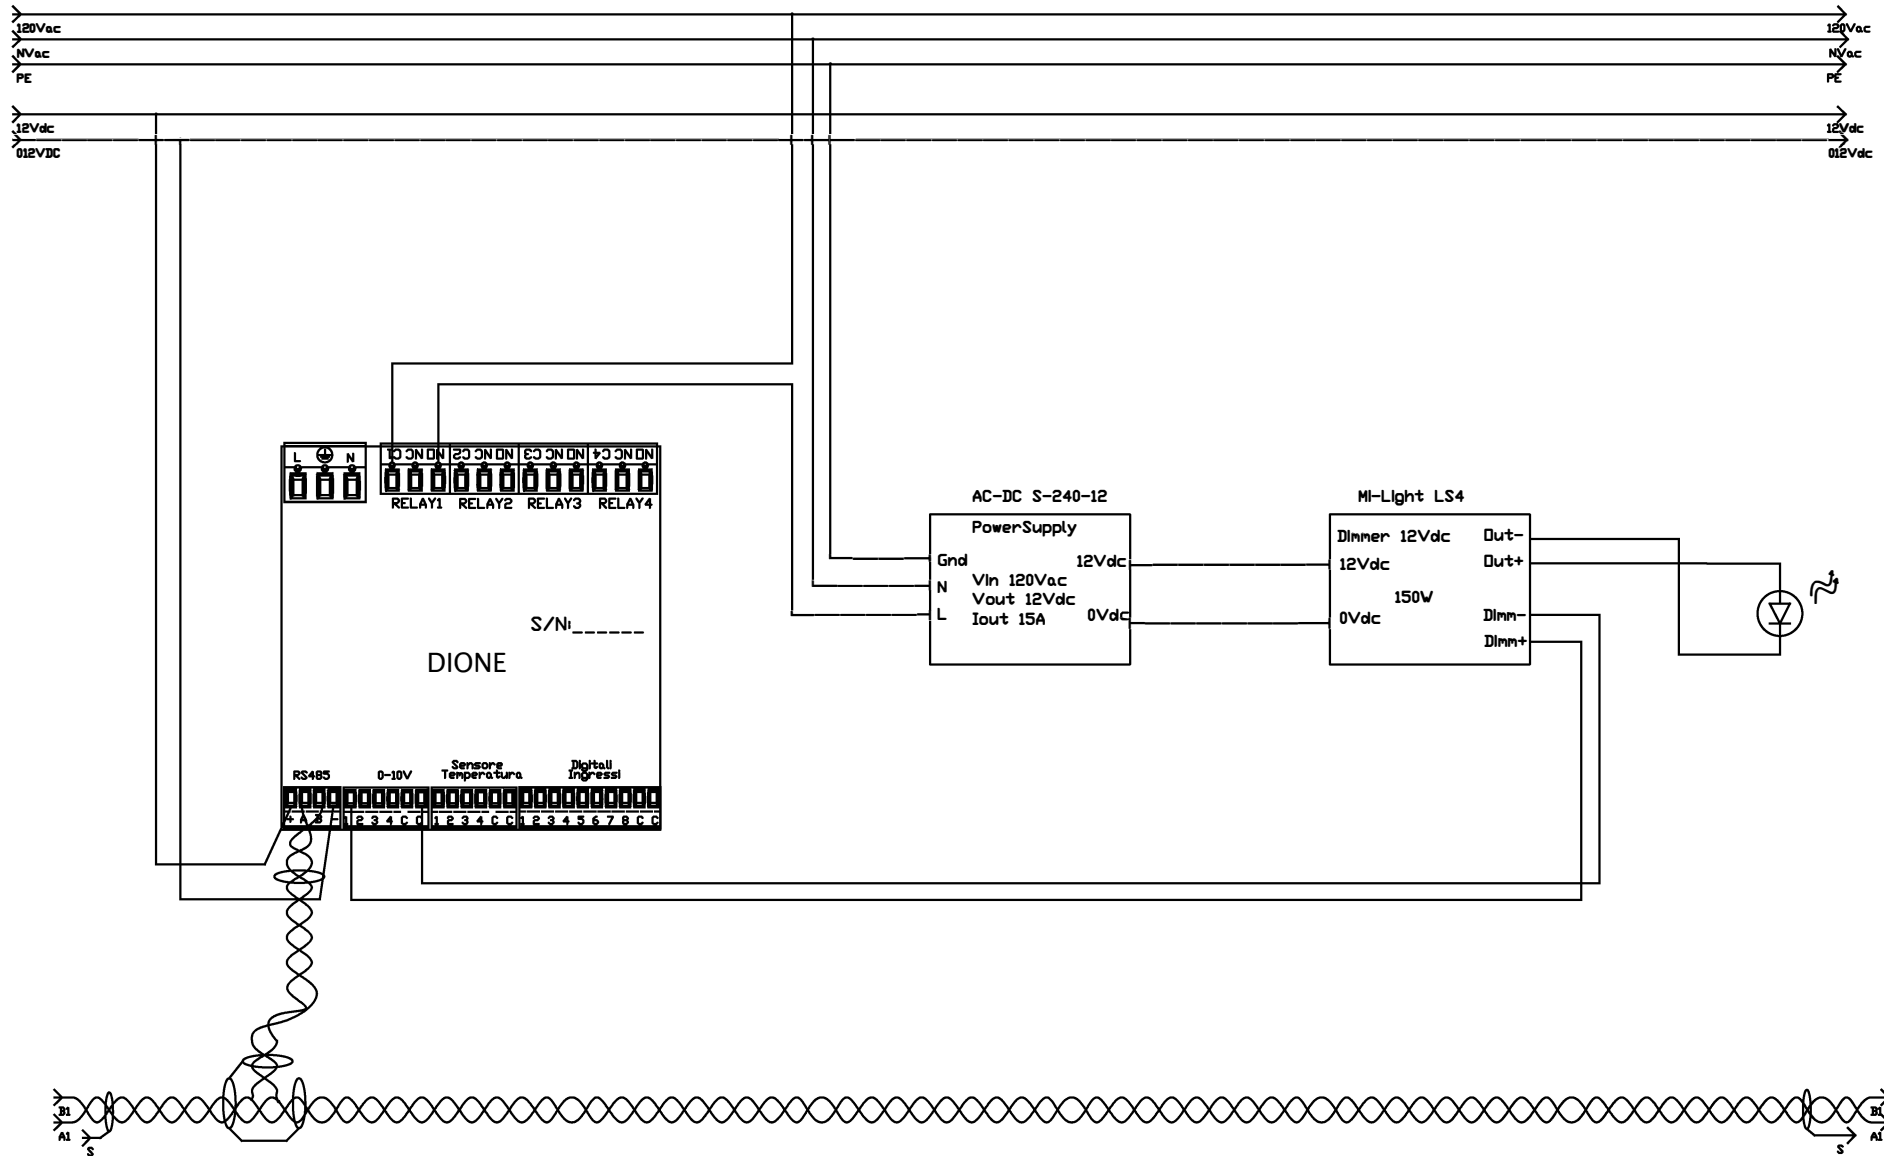 120Vac
120Vac
NVac
NVac
PE
PE
12Vdc
12Vdc
012VDC
012Vdc
L N C1 NC NO C2 NC NO C3 NC NO C4 NC NO
RELAY1 RELAY2 RELAY3 RELAY4
S/N:______
DIONE
RS485
0-10V
Sensore
Temperatura
Digitali
Ingressi
+ A B - 1 2 3 4 C C 1 2 3 4 C C 1 2 3 4 5 6 7 8 C C
AC-DC S-240-12
PowerSupply
Gnd
12Vdc
N
Vin 120Vac
Vout 12Vdc
L
Iout 15A
0Vdc
Mi-Light LS4
Dimmer 12Vdc
Out-
12Vdc
Out+
150W
0Vdc
Dimm-
Dimm+
B1
B1
A1
A1
S
S